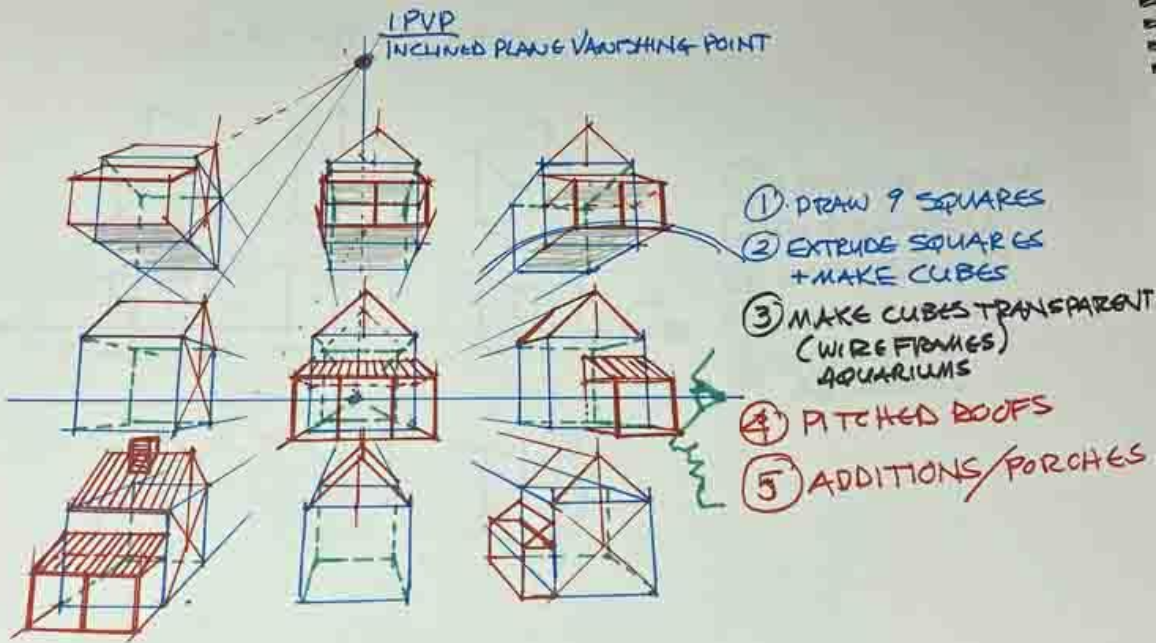 IPVP
INCLINED PLANE VANISHING POINT
① DRAW 9 SQUARES
② EXTRUDE SQUARES
+ MAKE CUBES
③ MAKE CUBES TRANSPARENT
(WIREFRAMES)
AQUARIUMS
④ PITCHED ROOFS
⑤ ADDITIONS/PORCHES